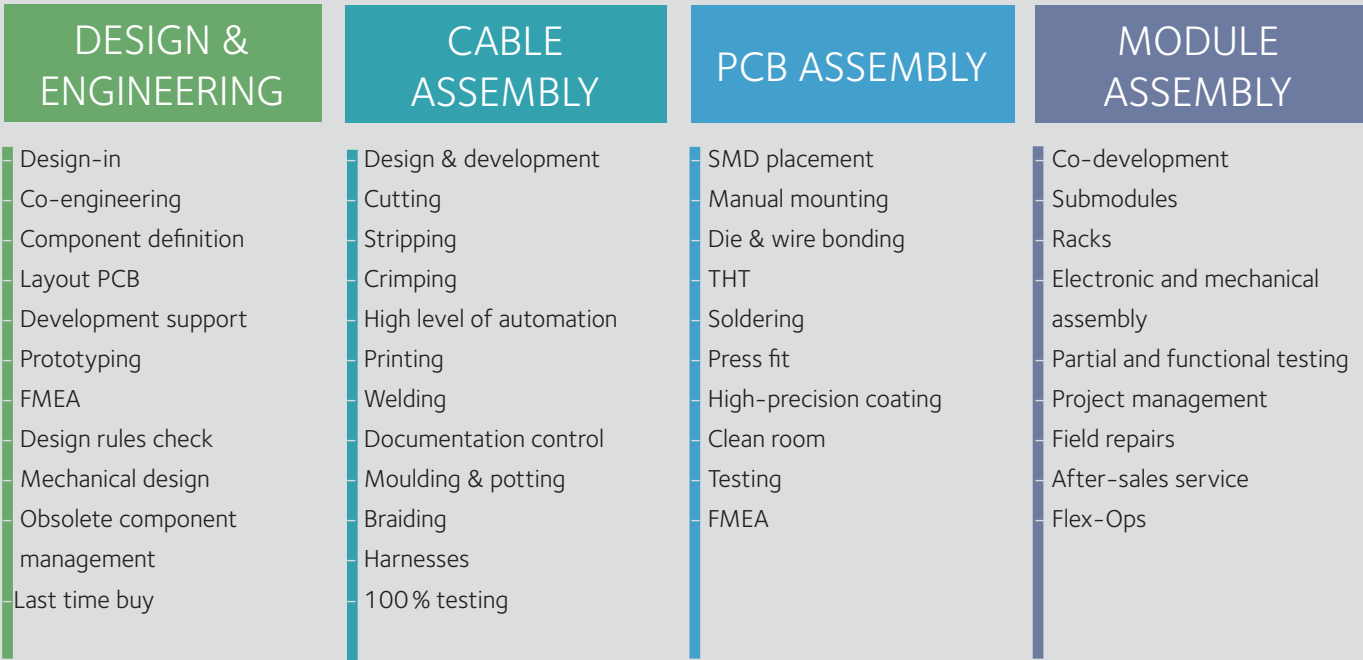 DESIGN &
ENGINEERING
Design-in
Co-engineering
Component definition
Layout PCB
Development support
Prototyping
FMEA
Design rules check
Mechanical design
Obsolete component
management
Last time buy
CABLE
ASSEMBLY
Design & development
Cutting
Stripping
Crimping
High level of automation
Printing
Welding
Documentation control
Moulding & potting
Braiding
Harnesses
100% testing
PCB ASSEMBLY
SMD placement
Manual mounting
Die & wire bonding
THT
Soldering
Press fit
High-precision coating
Clean room
Testing
FMEA
MODULE
ASSEMBLY
Co-development
Submodules
Racks
Electronic and mechanical
assembly
Partial and functional testing
Project management
Field repairs
After-sales service
Flex-Ops